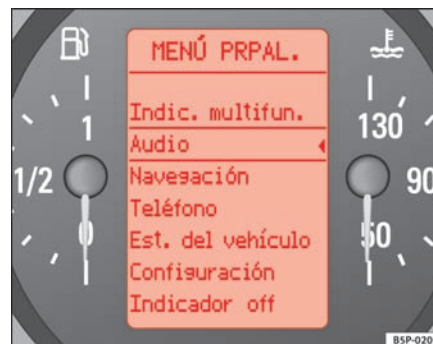 MENÚ PRPAL.
Indic. multifun.
Audio
Navegación
Teléfono
Est. del vehículo
Configuración
Indicador off
1
1/2
0
130
90
50
B5P-020